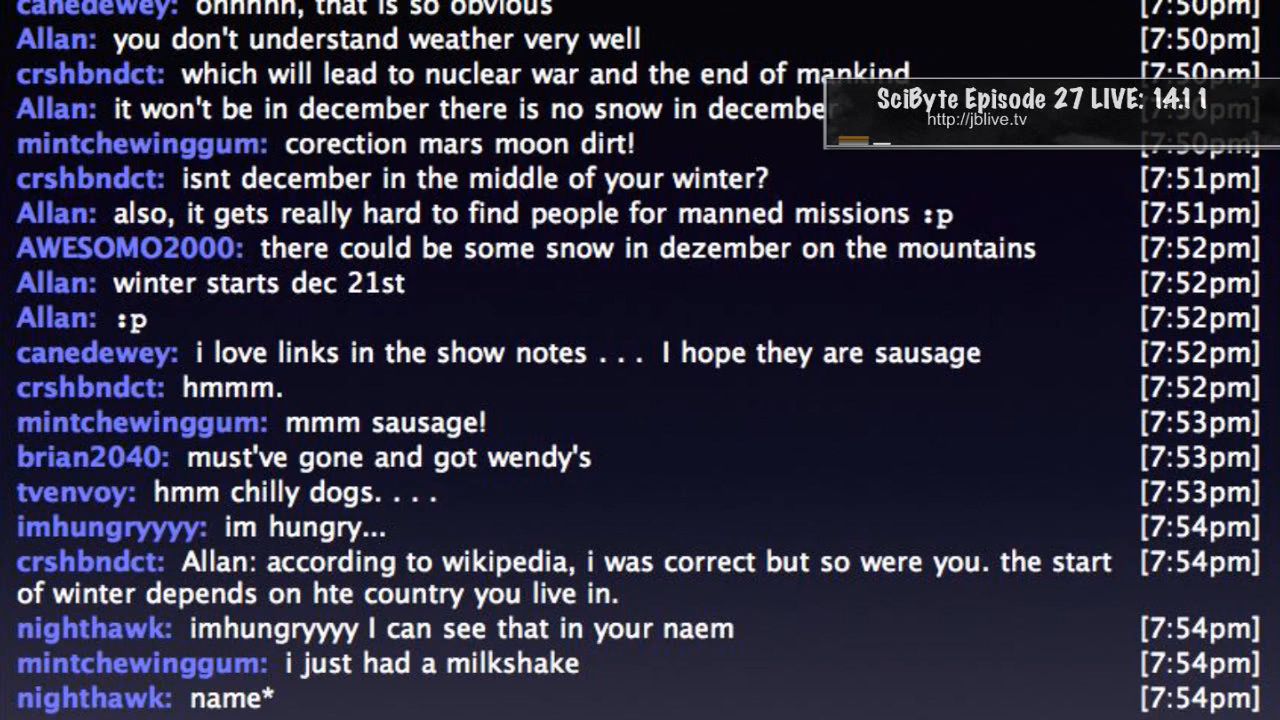 canedewey: ohhhhh, that is so obvious [7:50pm]
Allan: you don't understand weather very well [7:50pm]
crshbndct: which will lead to nuclear war and the end of mankind [7:50pm]
SciByte Episode 27 LIVE: 14.11
http://jblive.tv
Allan: it won't be in december there is no snow in december [7:50pm]
mintchewinggum: corection mars moon dirt! [7:50pm]
crshbndct: isnt december in the middle of your winter? [7:51pm]
Allan: also, it gets really hard to find people for manned missions :p [7:51pm]
AWESOMO2000: there could be some snow in dezember on the mountains [7:52pm]
Allan: winter starts dec 21st [7:52pm]
Allan: :p [7:52pm]
canedewey: i love links in the show notes . . . I hope they are sausage [7:52pm]
crshbndct: hmmm. [7:52pm]
mintchewinggum: mmm sausage! [7:53pm]
brian2040: must've gone and got wendy's [7:53pm]
tvenvoy: hmm chilly dogs. . . . [7:53pm]
imhungryyyy: im hungry... [7:54pm]
crshbndct: Allan: according to wikipedia, i was correct but so were you. the start [7:54pm]
of winter depends on hte country you live in.
nighthawk: imhungryyyy I can see that in your naem [7:54pm]
mintchewinggum: i just had a milkshake [7:54pm]
nighthawk: name* [7:54pm]